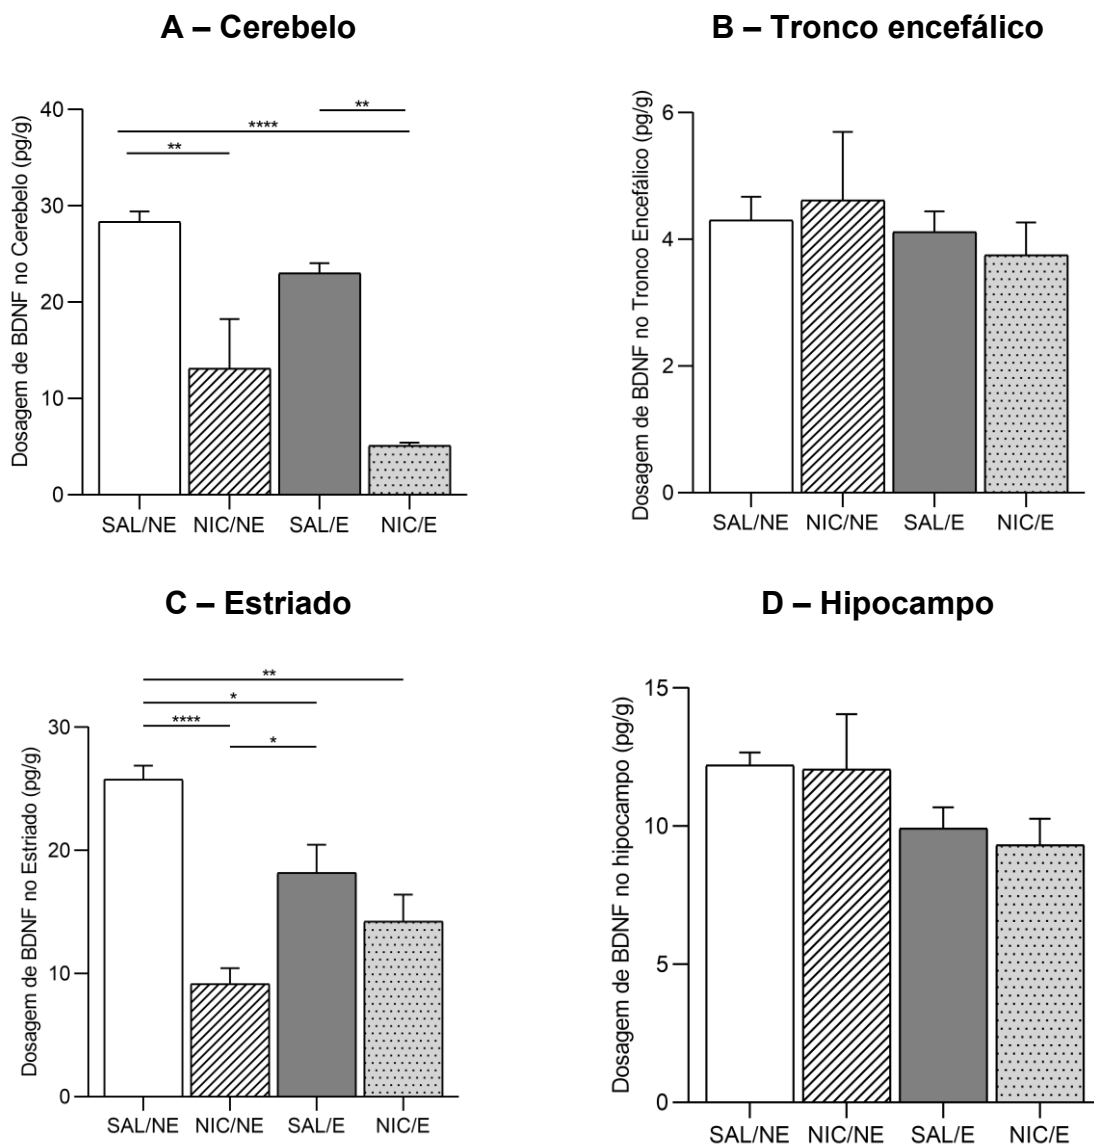 A – Cerebelo
Dosagem de BDNF no Cerebelo (pg/g)
40
30
20
10
0
**
****
**
SAL/NE NIC/NE SAL/E NIC/E
B – Tronco encefálico
Dosagem de BDNF no Tronco Encefálico (pg/g)
6
4
2
0
SAL/NE NIC/NE SAL/E NIC/E
C – Estriado
Dosagem de BDNF no Estriado (pg/g)
30
20
10
0
**
*
****
*
SAL/NE NIC/NE SAL/E NIC/E
D – Hipocampo
Dosagem de BDNF no hipocampo (pg/g)
15
10
5
0
SAL/NE NIC/NE SAL/E NIC/E